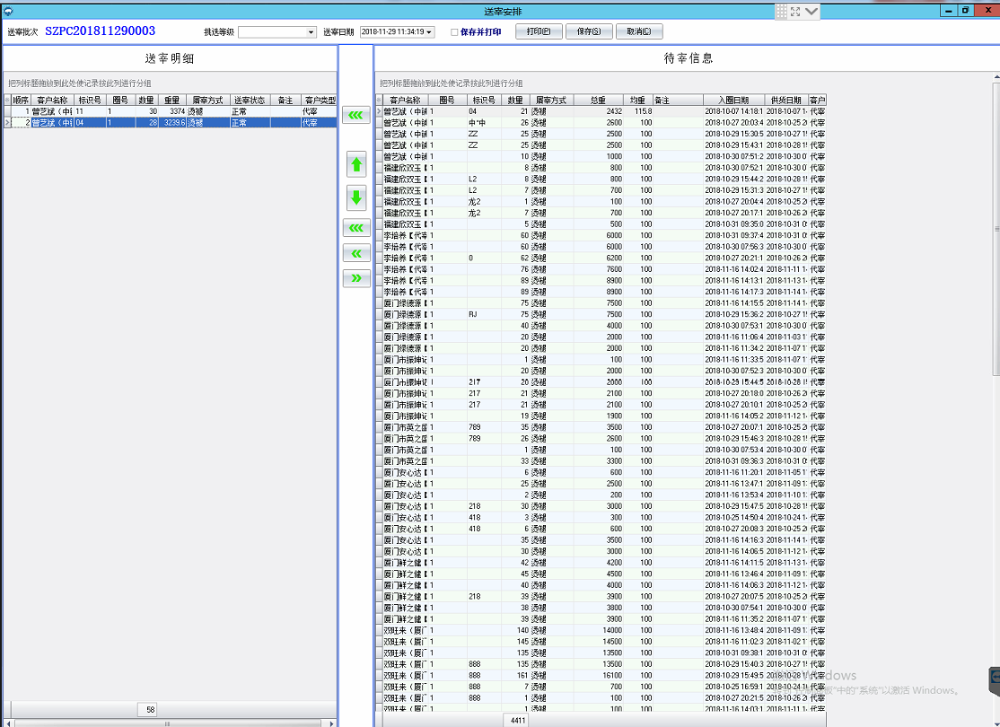 送宰安排
送宰批次 SZPC201811290003 挑选等级 送宰日期 2018-11-29 11:34:19 保存并打印 打印(P) 保存(S) 取消(C)
送宰明细
把列标题拖放到此处使记录按此列进行分组
顺序 客户名称 标识号 圈号 数量 重量 屠宰方式 送宰状态 备注 客户类型
1 曾艺斌(中 11 1 30 3374 烫褪 正常 代宰
2 曾艺斌(中 04 1 28 3239.6 烫褪 正常 代宰
58
待宰信息
把列标题拖放到此处使记录按此列进行分组
客户名称 圈号 标识号 数量 屠宰方式 总重 均重 备注 入圈日期 供货日期 客户
曾艺斌(中 1 04 21 烫褪 2432 115.8 2018-10-07 14:18:1 2018-10-07 1 代宰
曾艺斌(中 1 中*中 26 烫褪 2600 100 2018-10-27 20:03:4 2018-10-25 2 代宰
曾艺斌(中 1 ZZ 25 烫褪 2500 100 2018-10-29 15:30:5 2018-10-27 1 代宰
曾艺斌(中 1 ZZ 25 烫褪 2500 100 2018-10-29 15:43:1 2018-10-28 1 代宰
曾艺斌(中 1 10 烫褪 1000 100 2018-10-30 07:51:2 2018-10-30 0 代宰
福建欣双玉【 1 8 烫褪 800 100 2018-10-30 07:52:1 2018-10-30 0 代宰
福建欣双玉【 1 L2 8 烫褪 800 100 2018-10-29 15:44:2 2018-10-28 1 代宰
福建欣双玉【 1 L2 7 烫褪 700 100 2018-10-29 15:31:3 2018-10-27 1 代宰
福建欣双玉【 1 龙2 1 烫褪 100 100 2018-10-27 20:04:4 2018-10-25 2 代宰
福建欣双玉【 1 龙2 7 烫褪 700 100 2018-10-27 20:17:1 2018-10-26 2 代宰
福建欣双玉【 1 5 烫褪 500 100 2018-10-31 09:35:0 2018-10-31 0 代宰
李培养【代宰 1 60 烫褪 6000 100 2018-10-31 09:37:4 2018-10-31 0 代宰
李培养【代宰 1 60 烫褪 6000 100 2018-10-30 07:56:3 2018-10-30 0 代宰
李培养【代宰 1 0 62 烫褪 6200 100 2018-10-27 20:21:1 2018-10-26 2 代宰
李培养【代宰 1 76 烫褪 7600 100 2018-11-16 14:02:4 2018-11-11 1 代宰
李培养【代宰 1 89 烫褪 8900 100 2018-11-16 14:13:1 2018-11-13 1 代宰
李培养【代宰 1 89 烫褪 8900 100 2018-11-16 14:17:3 2018-11-14 1 代宰
厦门绿德源【 1 75 烫褪 7500 100 2018-11-16 14:15:5 2018-11-14 1 代宰
厦门绿德源【 1 RJ 75 烫褪 7500 100 2018-10-29 15:36:2 2018-10-27 1 代宰
厦门绿德源【 1 40 烫褪 4000 100 2018-10-30 07:53:1 2018-10-30 0 代宰
厦门绿德源【 1 20 烫褪 2000 100 2018-11-16 11:06:4 2018-11-03 1 代宰
厦门绿德源【 1 20 烫褪 2000 100 2018-11-16 11:34:2 2018-11-07 1 代宰
厦门市振坤记 1 1 烫褪 100 100 2018-11-16 11:33:5 2018-11-07 1 代宰
厦门市振坤记 1 20 烫褪 2000 100 2018-10-30 07:52:3 2018-10-30 0 代宰
厦门市振坤记 1 217 20 烫褪 2000 100 2018-10-29 15:44:5 2018-10-28 1 代宰
厦门市振坤记 1 217 21 烫褪 2100 100 2018-10-27 20:18:0 2018-10-26 2 代宰
厦门市振坤记 1 217 21 烫褪 2100 100 2018-10-27 20:10:1 2018-10-25 2 代宰
厦门市振坤记 1 19 烫褪 1900 100 2018-11-16 14:05:2 2018-11-12 1 代宰
厦门市英之盛 1 789 35 烫褪 3500 100 2018-10-27 20:07:1 2018-10-25 2 代宰
厦门市英之盛 1 789 26 烫褪 2600 100 2018-10-29 15:46:3 2018-10-28 1 代宰
厦门市英之盛 1 1 烫褪 100 100 2018-10-30 07:53:4 2018-10-30 0 代宰
厦门市英之盛 1 33 烫褪 3300 100 2018-10-31 09:36:3 2018-10-31 0 代宰
厦门安心达【 1 6 烫褪 600 100 2018-11-16 11:20:1 2018-11-05 1 代宰
厦门安心达【 1 25 烫褪 2500 100 2018-11-16 13:47:1 2018-11-09 1 代宰
厦门安心达【 1 2 烫褪 200 100 2018-11-16 13:53:4 2018-11-10 1 代宰
厦门安心达【 1 218 30 烫褪 3000 100 2018-10-29 15:47:5 2018-10-28 1 代宰
厦门安心达【 1 418 3 烫褪 300 100 2018-10-25 14:50:4 2018-10-24 1 代宰
厦门安心达【 1 418 6 烫褪 600 100 2018-10-27 20:08:3 2018-10-25 2 代宰
厦门安心达【 1 35 烫褪 3500 100 2018-11-16 14:16:3 2018-11-14 1 代宰
厦门安心达【 1 30 烫褪 3000 100 2018-11-16 14:06:5 2018-11-12 1 代宰
厦门鲜之健【 1 42 烫褪 4200 100 2018-11-16 14:11:5 2018-11-13 1 代宰
厦门鲜之健【 1 45 烫褪 4500 100 2018-11-16 13:46:4 2018-11-09 1 代宰
厦门鲜之健【 1 40 烫褪 4000 100 2018-11-16 14:06:3 2018-11-12 1 代宰
厦门鲜之健【 1 218 39 烫褪 3900 100 2018-10-27 20:07:5 2018-10-25 2 代宰
厦门鲜之健【 1 38 烫褪 3800 100 2018-10-30 07:54:1 2018-10-30 0 代宰
厦门鲜之健【 1 39 烫褪 3900 100 2018-11-16 11:35:2 2018-11-07 1 代宰
双旺来(厦门 1 140 烫褪 14000 100 2018-11-16 13:48:4 2018-11-09 1 代宰
双旺来(厦门 1 145 烫褪 14500 100 2018-11-16 11:02:3 2018-11-02 1 代宰
双旺来(厦门 1 135 烫褪 13500 100 2018-10-31 09:38:1 2018-10-31 0 代宰
双旺来(厦门 1 888 135 烫褪 13500 100 2018-10-29 15:40:3 2018-10-27 1 代宰
双旺来(厦门 1 888 161 烫褪 16100 100 2018-10-29 15:49:5 2018-10-28 1 代宰
双旺来(厦门 1 888 7 烫褪 700 100 2018-10-25 16:59:1 2018-10-24 1 代宰
双旺来(厦门 1 888 1 烫褪 100 100 2018-10-27 20:21:5 2018-10-26 2 代宰
4411
Windows
板"中的"系统"以激活 Windows。